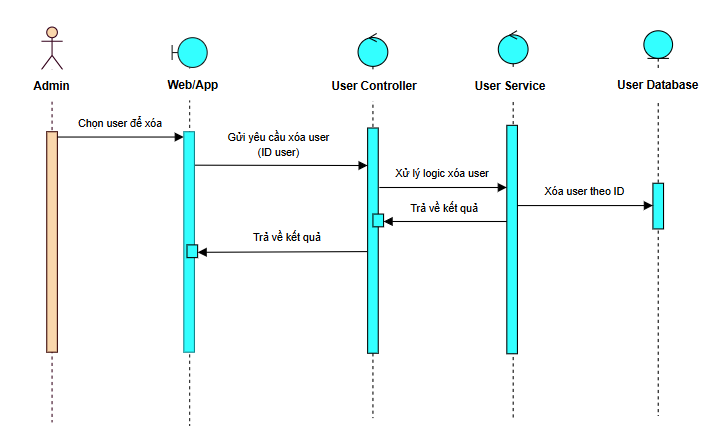 Admin
Web/App
User Controller
User Service
User Database
Chọn user để xóa
Gửi yêu cầu xóa user
(ID user)
Xử lý logic xóa user
Xóa user theo ID
Trả về kết quả
Trả về kết quả